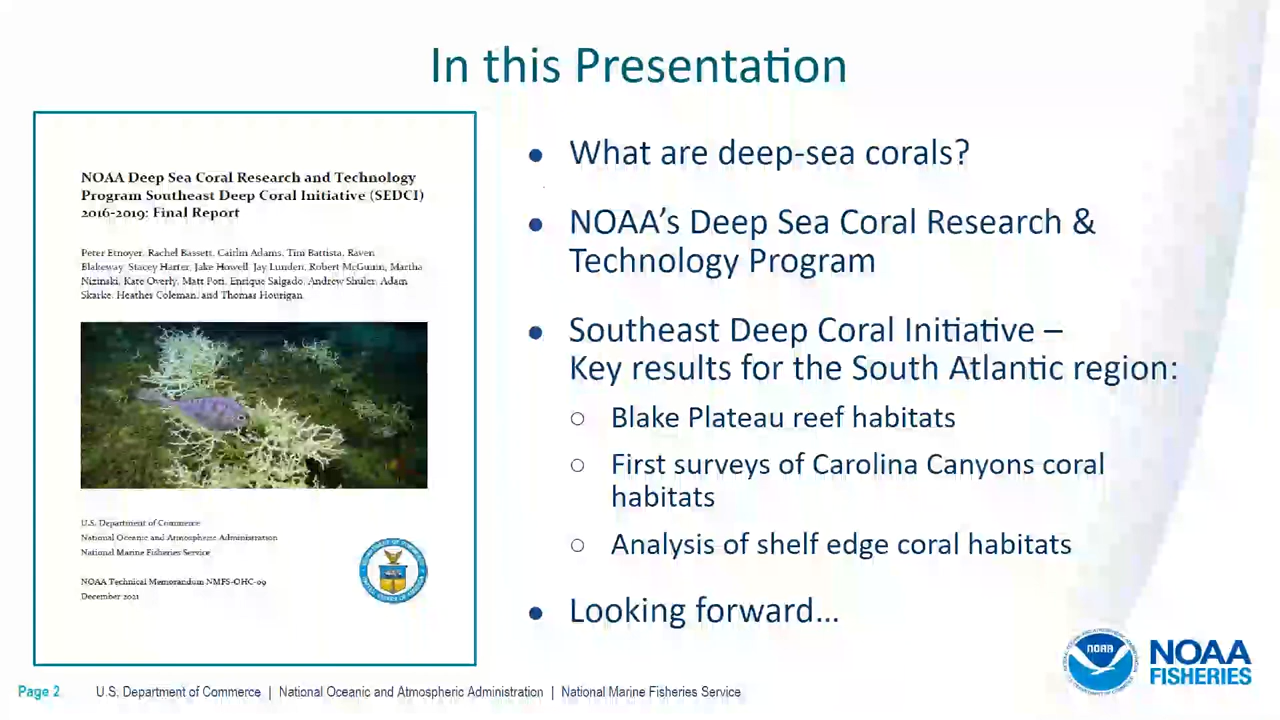 In this Presentation
NOAA Deep Sea Coral Research and Technology
Program Southeast Deep Coral Initiative (SEDCI)
2016-2019: Final Report
Peter Etnoyer, Rachel Bassett, Caitlin Adams, Tim Battista, Raven
Blakeway, Stacey Harter, Jake Howell, Jay Lunden, Robert McGuinn, Martha
Nizinski, Kate Overly, Matt Poti, Enrique Salgado, Andrew Shuler, Adam
Skarke, Heather Coleman, and Thomas Hourigan.
U.S. Department of Commerce
National Oceanic and Atmospheric Administration
National Marine Fisheries Service
NOAA Technical Memorandum NMFS-OHC-09
December 2021
● What are deep-sea corals?
● NOAA's Deep Sea Coral Research &
Technology Program
● Southeast Deep Coral Initiative –
Key results for the South Atlantic region:
○ Blake Plateau reef habitats
○ First surveys of Carolina Canyons coral
habitats
○ Analysis of shelf edge coral habitats
● Looking forward…
NOAA
NOAA
FISHERIES
Page 2 U.S. Department of Commerce | National Oceanic and Atmospheric Administration | National Marine Fisheries Service